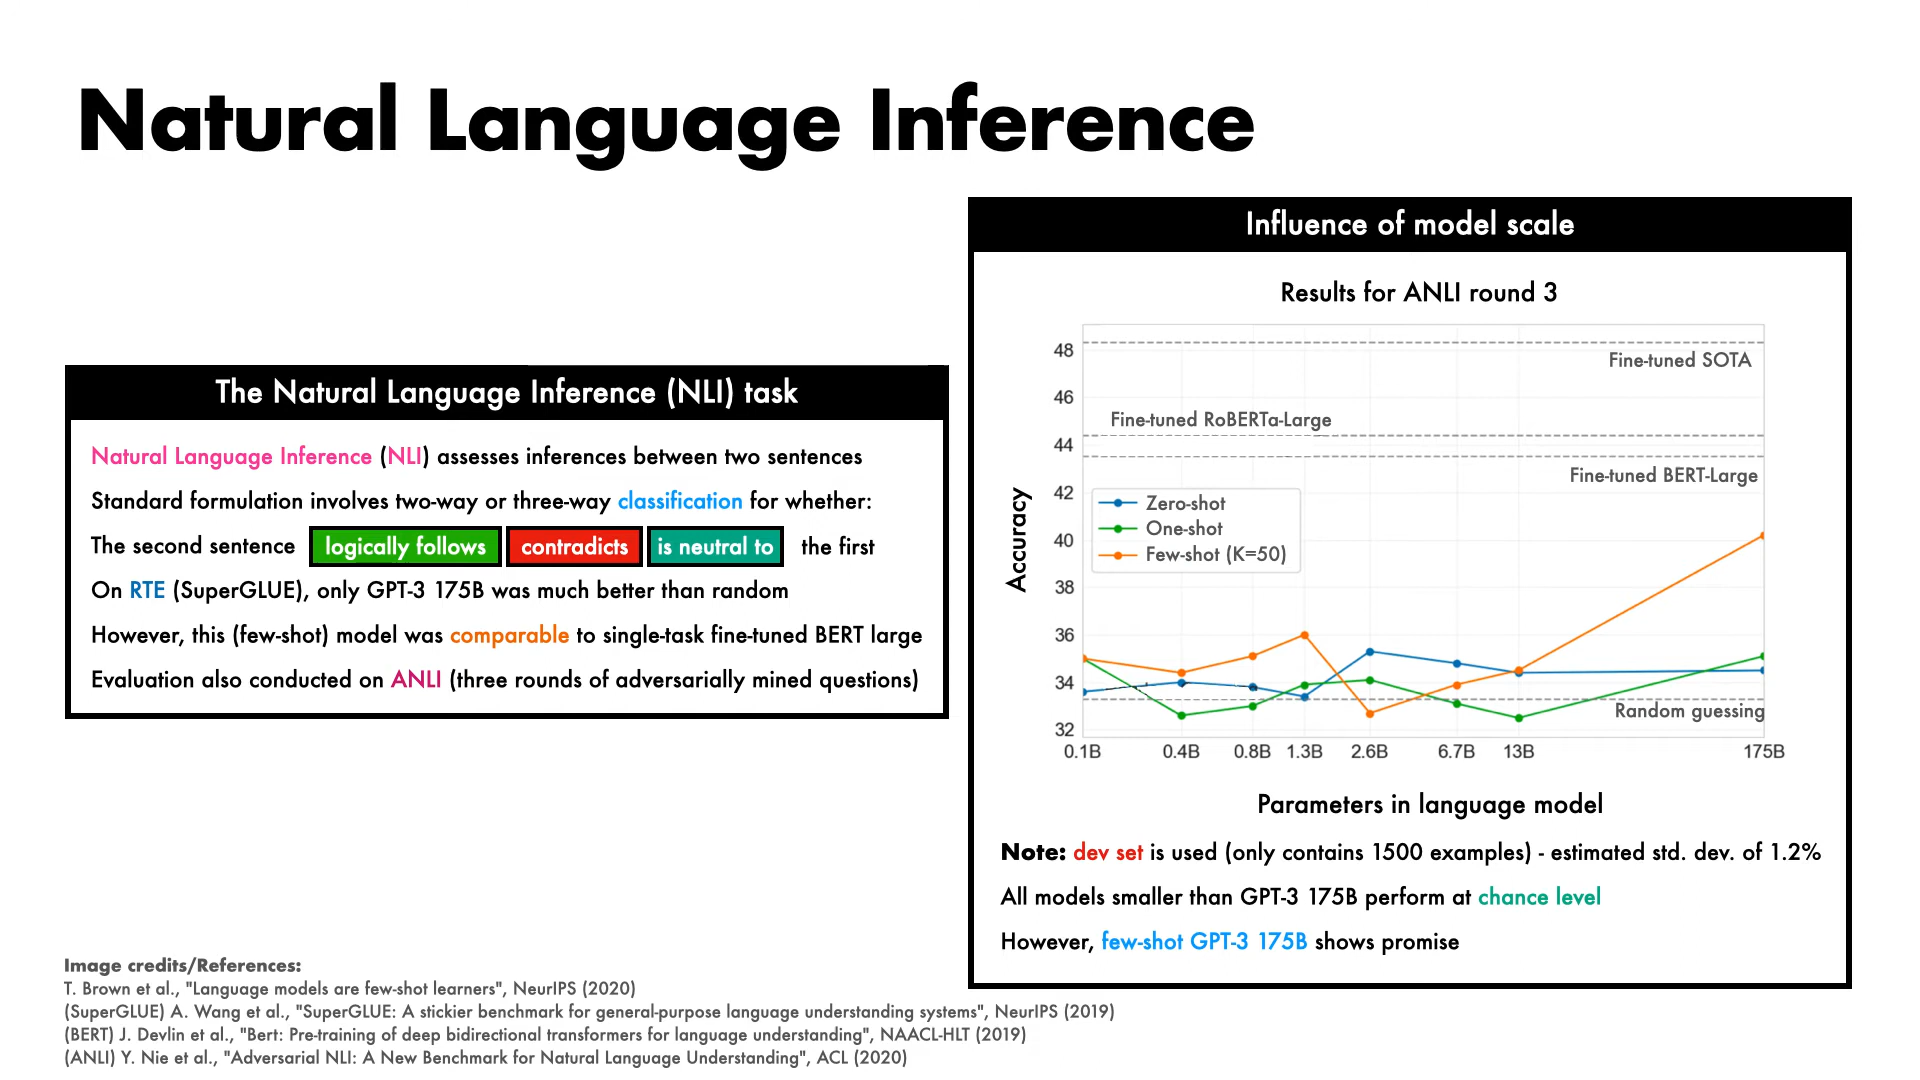 Natural Language Inference
The Natural Language Inference (NLI) task
Natural Language Inference (NLI) assesses inferences between two sentences
Standard formulation involves two-way or three-way classification for whether:
The second sentence logically follows contradicts is neutral to the first
On RTE (SuperGLUE), only GPT-3 175B was much better than random
However, this (few-shot) model was comparable to single-task fine-tuned BERT large
Evaluation also conducted on ANLI (three rounds of adversarially mined questions)
Influence of model scale
Results for ANLI round 3
48
46
44
42
40
38
36
34
32
Accuracy
Fine-tuned SOTA
Fine-tuned RoBERTa-Large
Fine-tuned BERT-Large
Zero-shot
One-shot
Few-shot (K=50)
Random guessing
0.1B 0.4B 0.8B 1.3B 2.6B 6.7B 13B 175B
Parameters in language model
Note: dev set is used (only contains 1500 examples) - estimated std. dev. of 1.2%
All models smaller than GPT-3 175B perform at chance level
However, few-shot GPT-3 175B shows promise
Image credits/References:
T. Brown et al., "Language models are few-shot learners", NeurIPS (2020)
(SuperGLUE) A. Wang et al., "SuperGLUE: A stickier benchmark for general-purpose language understanding systems", NeurIPS (2019)
(BERT) J. Devlin et al., "Bert: Pre-training of deep bidirectional transformers for language understanding", NAACL-HLT (2019)
(ANLI) Y. Nie et al., "Adversarial NLI: A New Benchmark for Natural Language Understanding", ACL (2020)